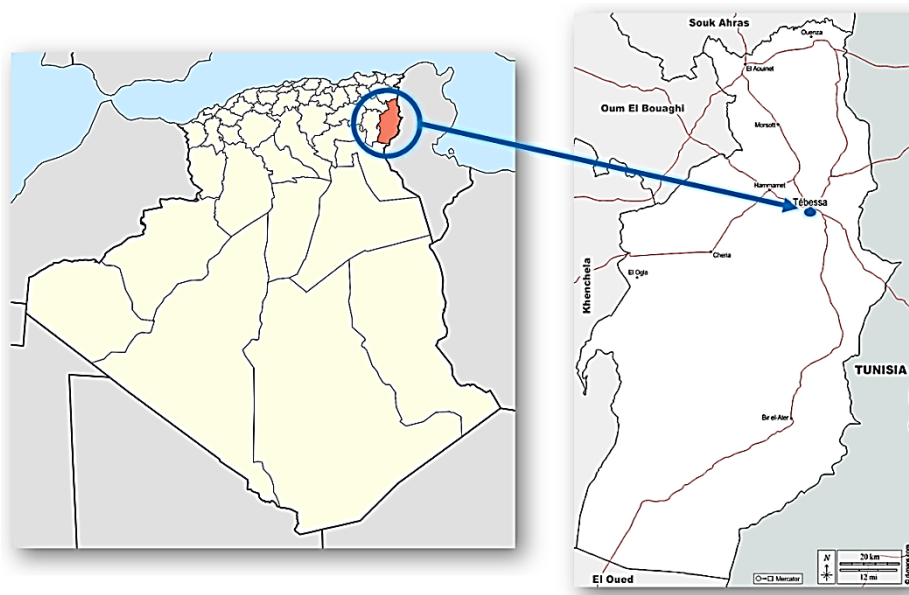 Souk Ahras
Ouenza
El Aouinet
Oum El Bouaghi
Morsott
Hammamet
Tébessa
Cheria
El Ogla
Khenchela
TUNISIA
Bir el-Ater
El Oued
Mercator
N
20 km
12 mi